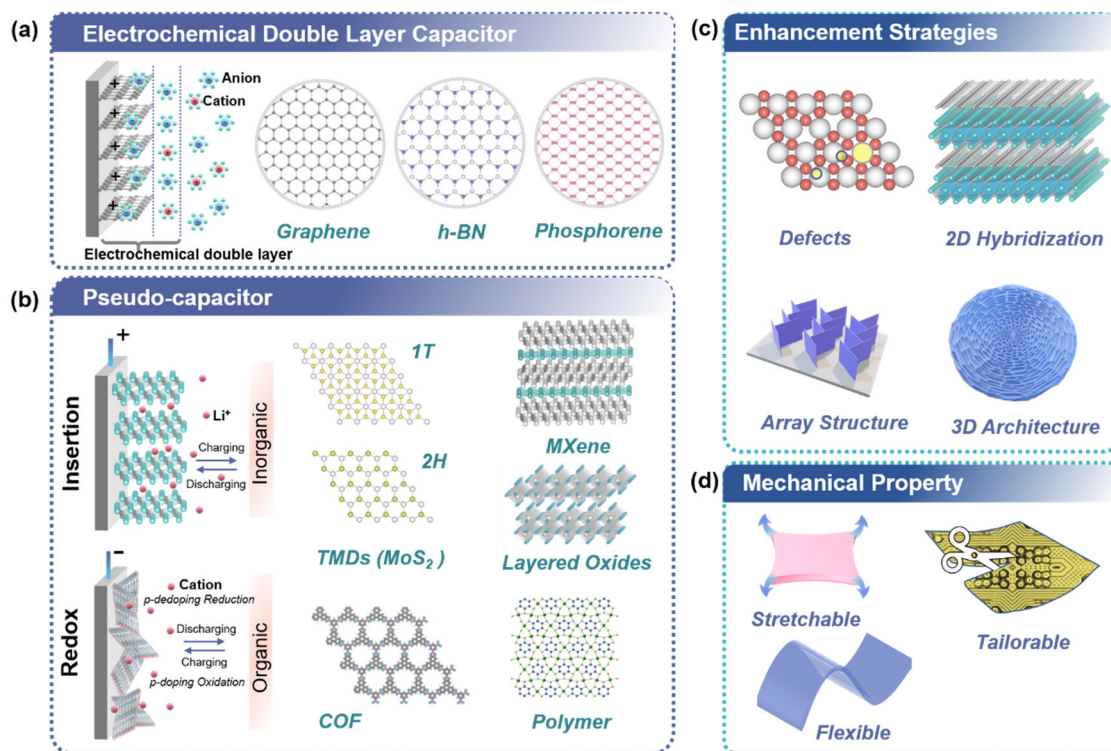 (a)
Electrochemical Double Layer Capacitor
+
+
+
+
+
Anion
Cation
Electrochemical double layer
Graphene
h-BN
Phosphorene
(b)
Pseudo-capacitor
Insertion
+
Li⁺
Charging
Discharging
Inorganic
1T
2H
TMDs (MoS₂)
MXene
Layered Oxides
Redox
−
Cation
p-dedoping Reduction
Discharging
Charging
p-doping Oxidation
Organic
COF
Polymer
(c)
Enhancement Strategies
Defects
2D Hybridization
Array Structure
3D Architecture
(d)
Mechanical Property
Stretchable
Tailorable
Flexible